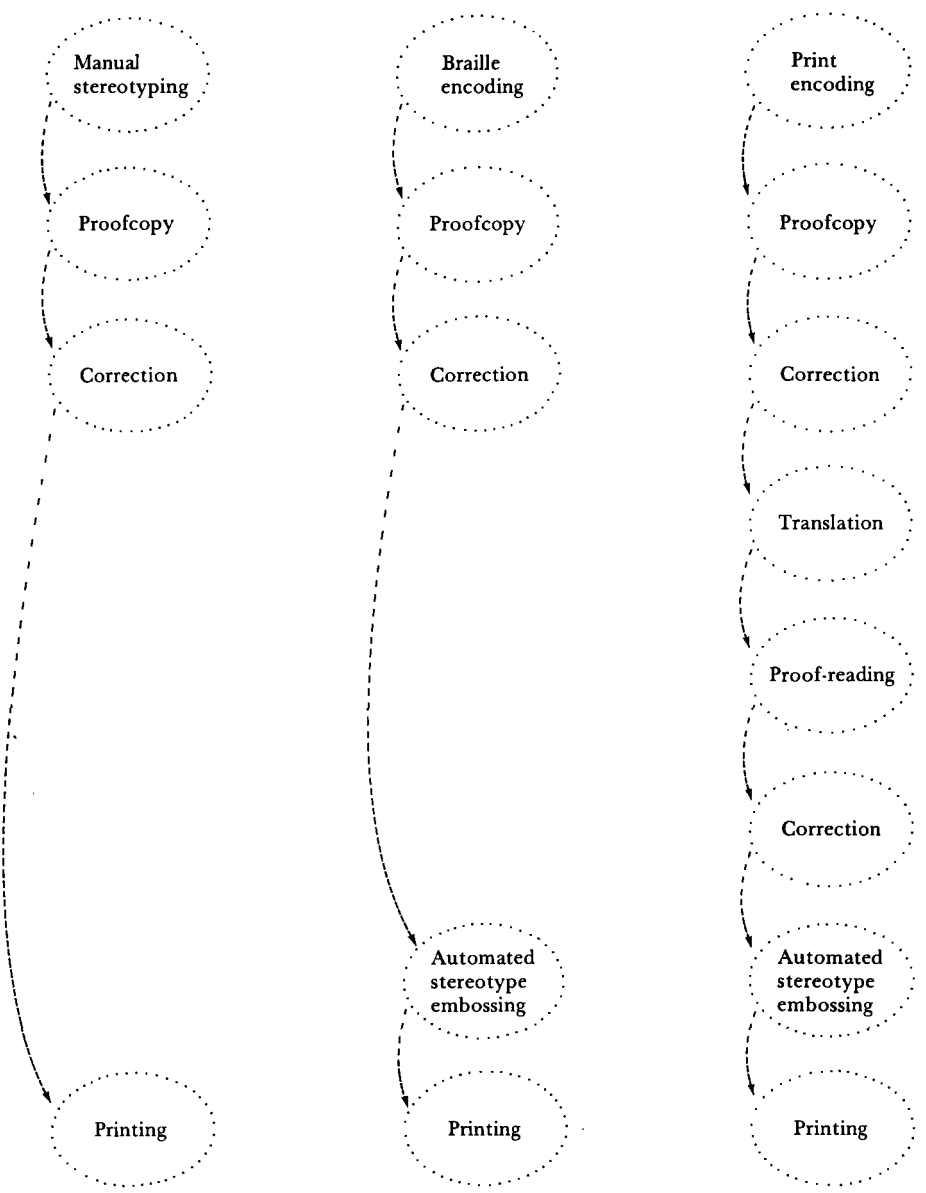 Manual
stereotyping
Proofcopy
Correction
Printing
Braille
encoding
Proofcopy
Correction
Automated
stereotype
embossing
Printing
Print
encoding
Proofcopy
Correction
Translation
Proof-reading
Correction
Automated
stereotype
embossing
Printing